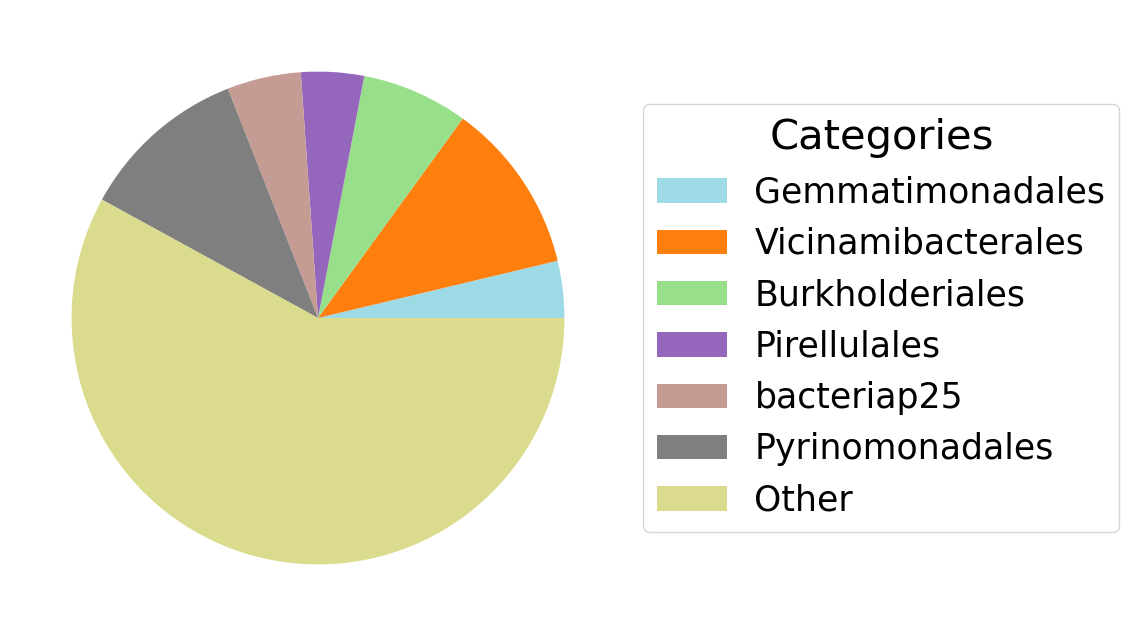 Categories
Gemmatimonadales
Vicinamibacterales
Burkholderiales
Pirellulales
bacteriap25
Pyrinomonadales
Other